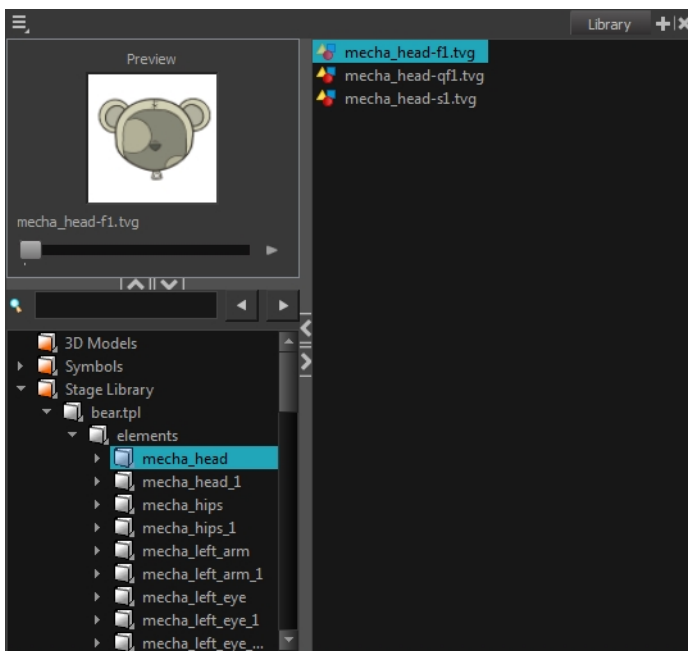 Library
Preview
mecha_head-f1.tvg
mecha_head-f1.tvg
mecha_head-qf1.tvg
mecha_head-s1.tvg
3D Models
Symbols
Stage Library
bear.tpl
elements
mecha_head
mecha_head_1
mecha_hips
mecha_hips_1
mecha_left_arm
mecha_left_arm_1
mecha_left_eye
mecha_left_eye_1
mecha_left_eye_...